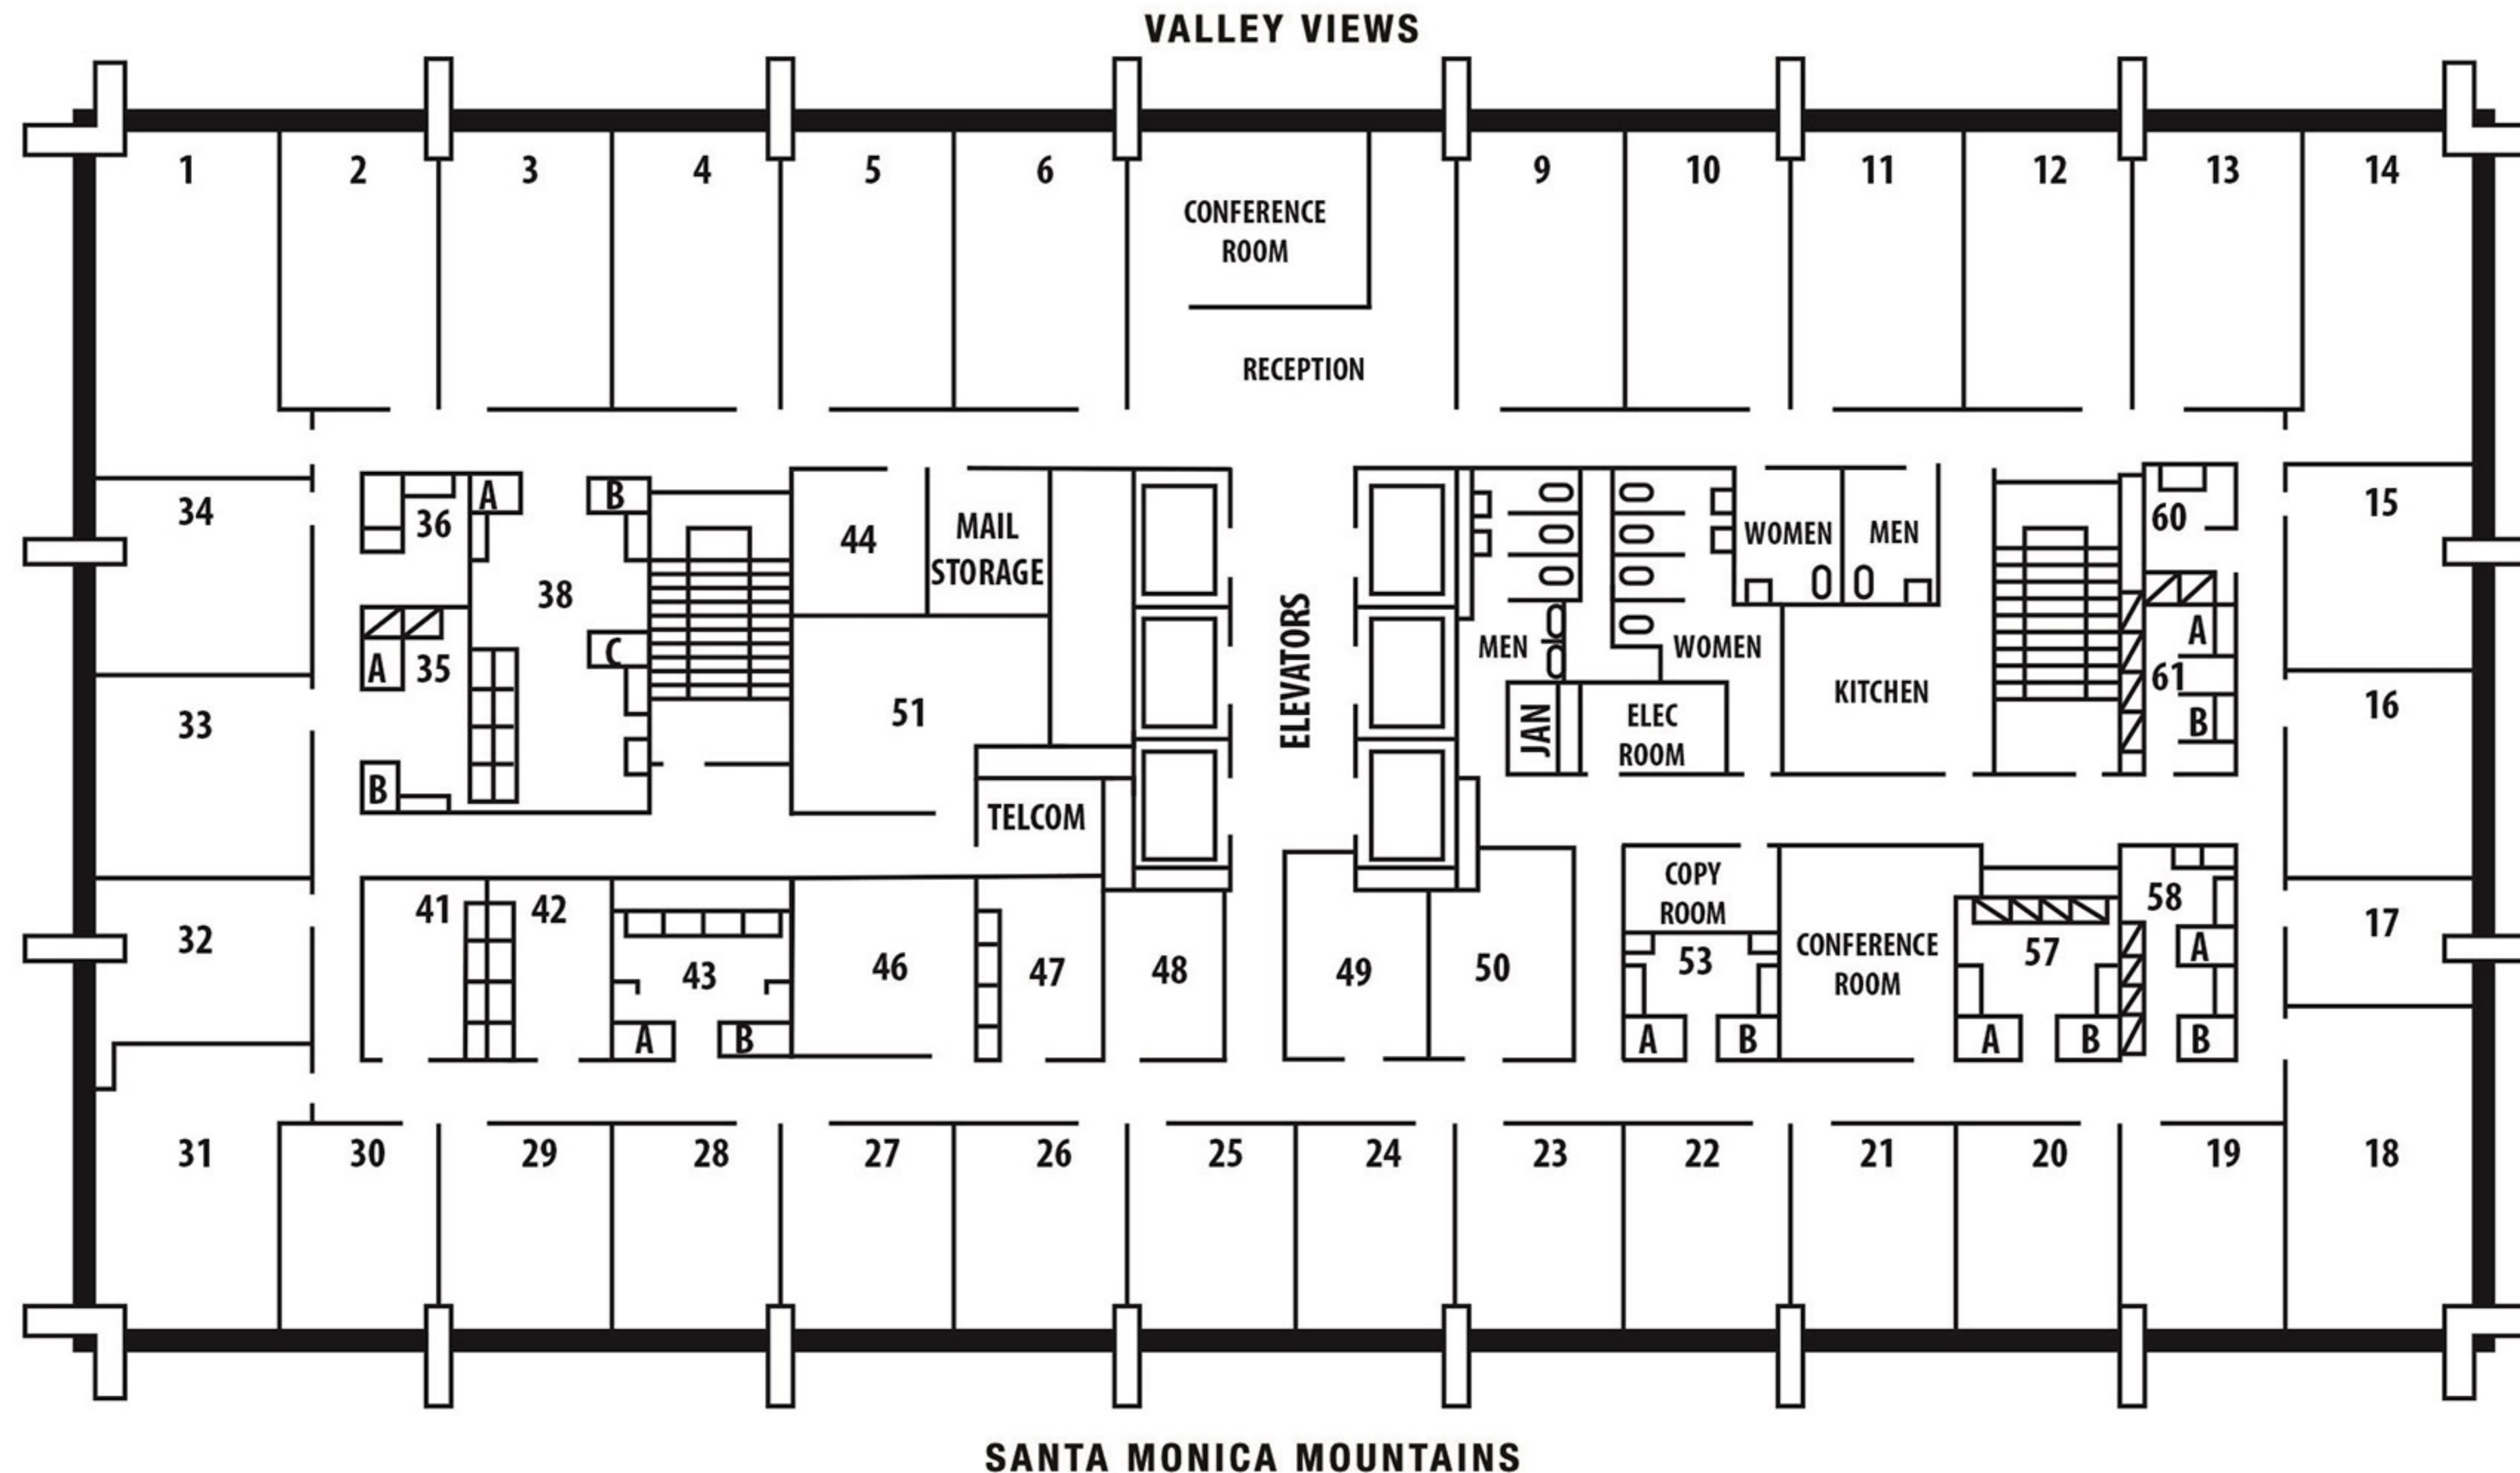 VALLEY VIEWS
1 2 3 4 5 6 9 10 11 12 13 14
CONFERENCE
ROOM
RECEPTION
34 36 A B 44
MAIL
STORAGE
WOMEN MEN 60 15
38
A 35 C
ELEVATORS
MEN WOMEN A
61
B
33 51
JAN
ELEC
ROOM
KITCHEN 16
B
TELCOM
COPY
ROOM
58 17
41 42
32 43 46 47 48 49 50 53
CONFERENCE
ROOM
57 A
A B A B A B B
31 30 29 28 27 26 25 24 23 22 21 20 19 18
SANTA MONICA MOUNTAINS